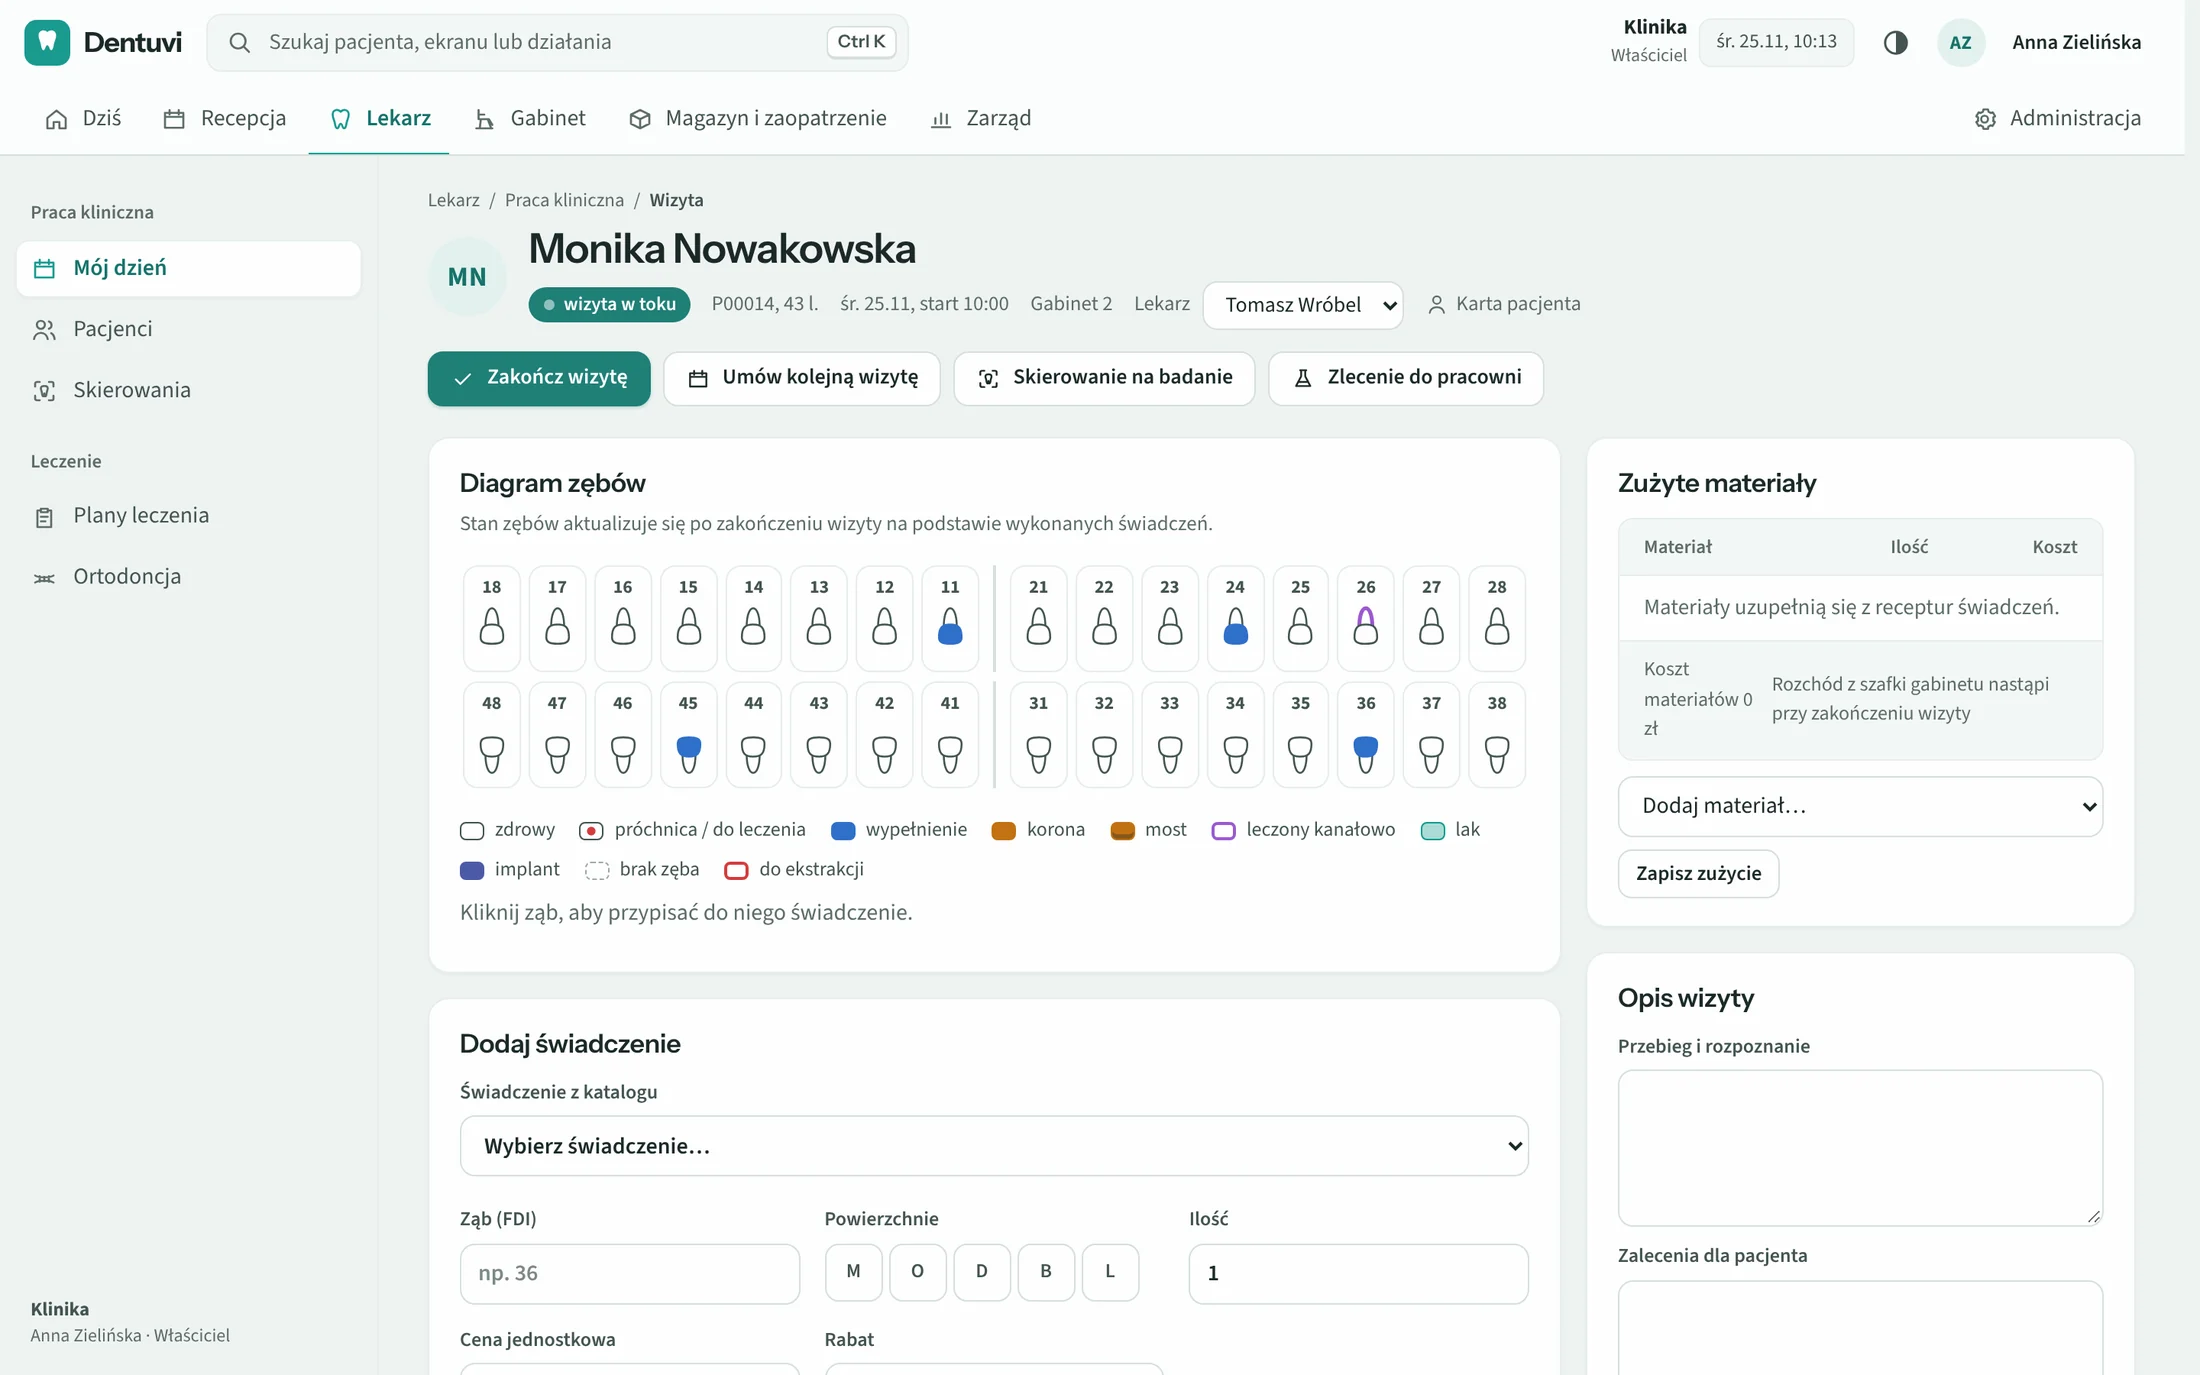 Dentuvi
Szukaj pacjenta, ekranu lub działania
Ctrl K
Klinika
Właściciel
śr. 25.11, 10:13
AZ
Anna Zielińska
Dziś
Recepcja
Lekarz
Gabinet
Magazyn i zaopatrzenie
Zarząd
Administracja
Praca kliniczna
Mój dzień
Pacjenci
Skierowania
Leczenie
Plany leczenia
Ortodoncja
Klinika
Anna Zielińska · Właściciel
Lekarz / Praca kliniczna / Wizyta
MN
Monika Nowakowska
wizyta w toku
P00014, 43 l.
śr. 25.11, start 10:00
Gabinet 2
Lekarz
Tomasz Wróbel
Karta pacjenta
Zakończ wizytę
Umów kolejną wizytę
Skierowanie na badanie
Zlecenie do pracowni
Diagram zębów
Stan zębów aktualizuje się po zakończeniu wizyty na podstawie wykonanych świadczeń.
18 17 16 15 14 13 12 11 21 22 23 24 25 26 27 28
48 47 46 45 44 43 42 41 31 32 33 34 35 36 37 38
zdrowy próchnica / do leczenia wypełnienie korona most leczony kanałowo lak
implant brak zęba do ekstrakcji
Kliknij ząb, aby przypisać do niego świadczenie.
Dodaj świadczenie
Świadczenie z katalogu
Wybierz świadczenie…
Ząb (FDI)
np. 36
Powierzchnie
M O D B L
Ilość
1
Cena jednostkowa
Rabat
Zużyte materiały
Materiał Ilość Koszt
Materiały uzupełnią się z receptur świadczeń.
Koszt
materiałów 0
zł
Rozchód z szafki gabinetu nastąpi
przy zakończeniu wizyty
Dodaj materiał…
Zapisz zużycie
Opis wizyty
Przebieg i rozpoznanie
Zalecenia dla pacjenta